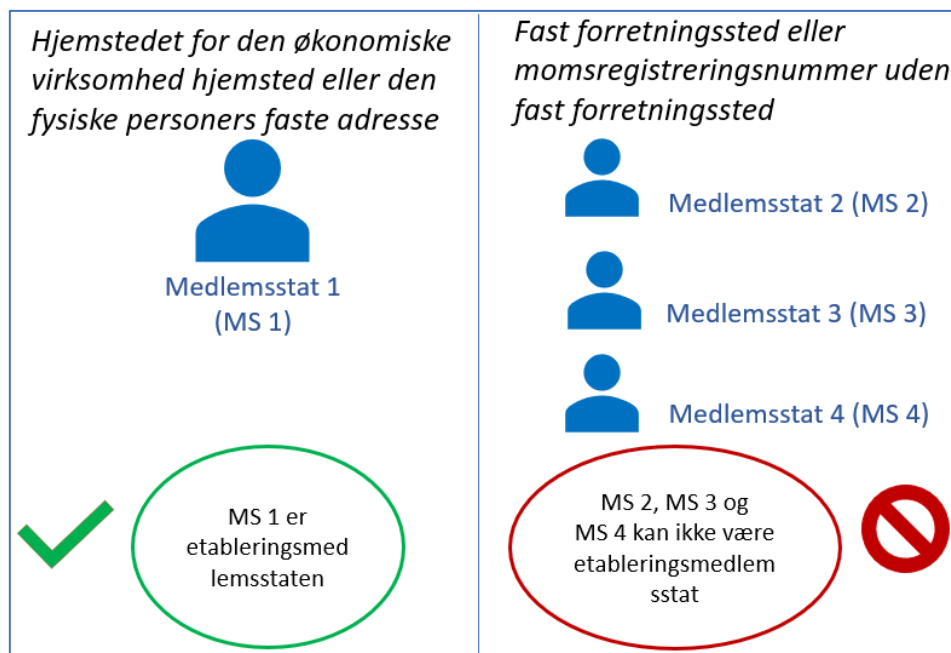 Hjemstedet for den økonomiske
virksomhed hjemsted eller den
fysiske personers faste adresse
Medlemsstat 1
(MS 1)
MS 1 er
etableringsmed
lemsstaten
Fast forretningssted eller
momsregistreringsnummer uden
fast forretningssted
Medlemsstat 2 (MS 2)
Medlemsstat 3 (MS 3)
Medlemsstat 4 (MS 4)
MS 2, MS 3 og
MS 4 kan ikke være
etableringsmedlem
sstat